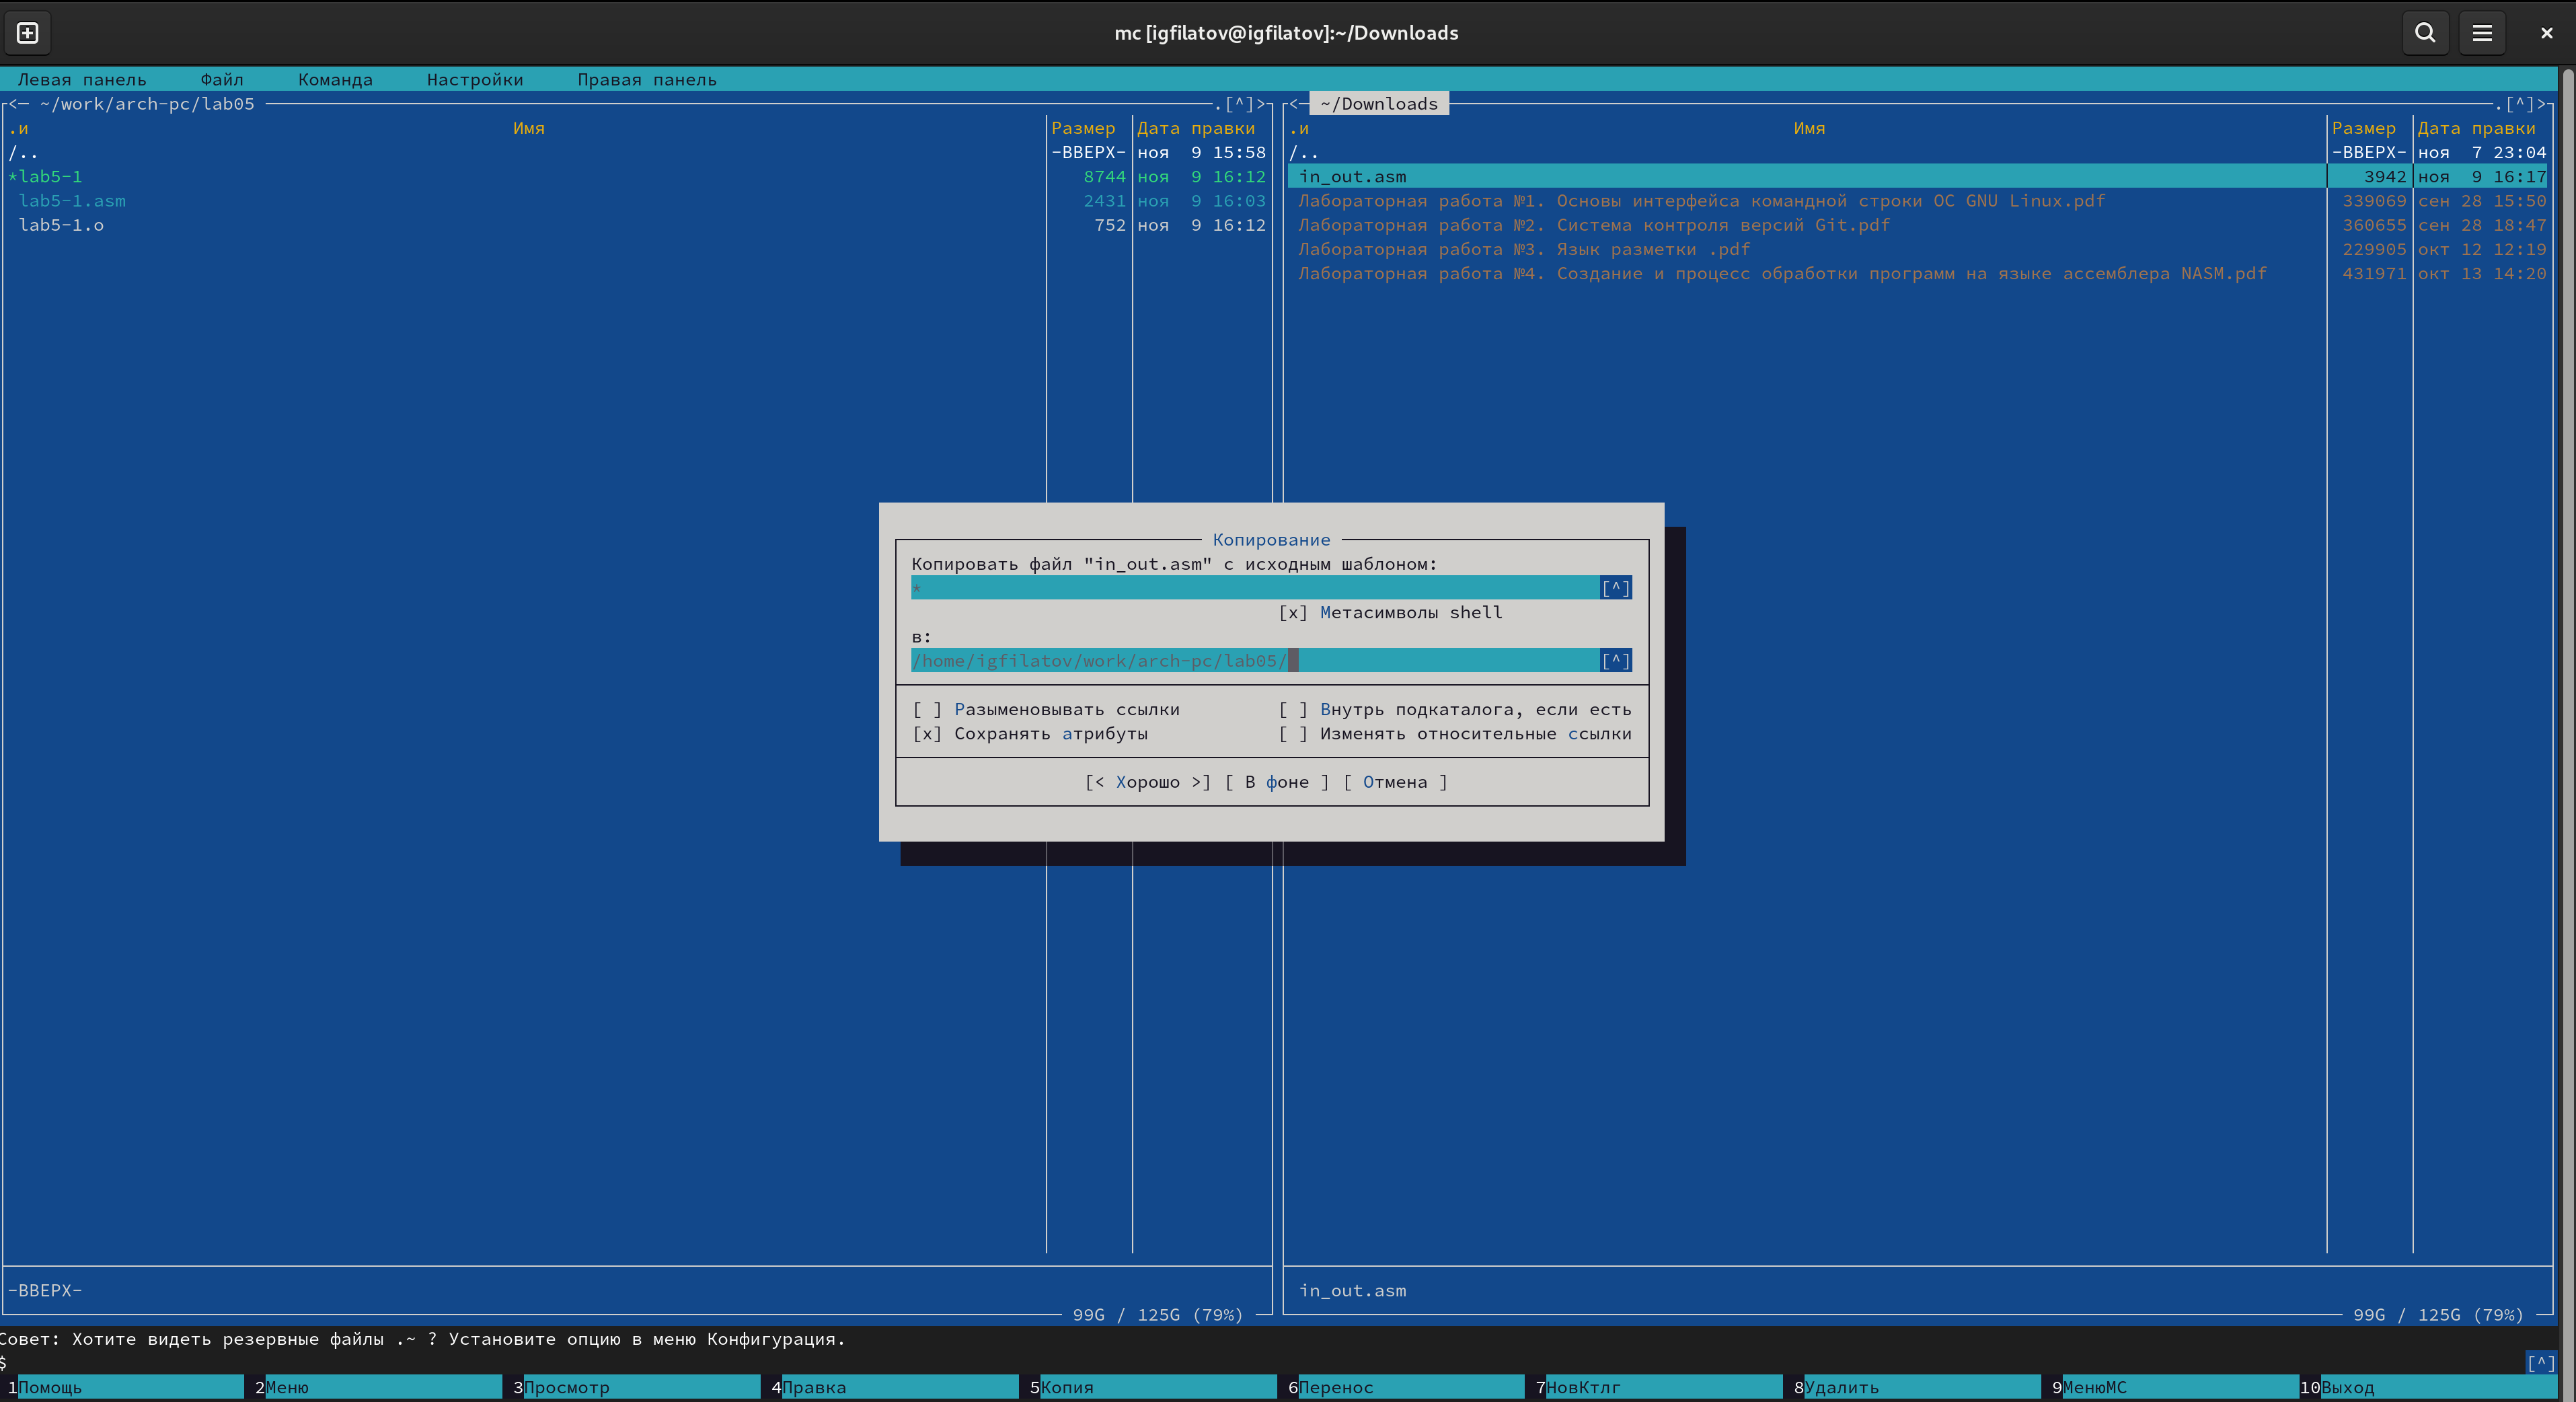 mc [igfilatov@igfilatov]:~/Downloads
Левая панель Файл Команда Настройки Правая панель
<— ~/work/arch-pc/lab05 .[^]>
.и Имя Размер Дата правки
/.. -ВВЕРХ- ноя 9 15:58
*lab5-1 8744 ноя 9 16:12
lab5-1.asm 2431 ноя 9 16:03
lab5-1.o 752 ноя 9 16:12
<— ~/Downloads .[^]>
.и Имя Размер Дата правки
/.. -ВВЕРХ- ноя 7 23:04
in_out.asm 3942 ноя 9 16:17
Лабораторная работа №1. Основы интерфейса командной строки ОС GNU Linux.pdf 339069 сен 28 15:50
Лабораторная работа №2. Система контроля версий Git.pdf 360655 сен 28 18:47
Лабораторная работа №3. Язык разметки .pdf 229905 окт 12 12:19
Лабораторная работа №4. Создание и процесс обработки программ на языке ассемблера NASM.pdf 431971 окт 13 14:20
Копирование
Копировать файл "in_out.asm" с исходным шаблоном:
* [^]
[x] Метасимволы shell
в:
/home/igfilatov/work/arch-pc/lab05/ [^]
[ ] Разыменовывать ссылки [ ] Внутрь подкаталога, если есть
[x] Сохранять атрибуты [ ] Изменять относительные ссылки
[< Хорошо >] [ В фоне ] [ Отмена ]
-ВВЕРХ-
99G / 125G (79%)
in_out.asm
99G / 125G (79%)
Совет: Хотите видеть резервные файлы .~ ? Установите опцию в меню Конфигурация.
$ [^]
1Помощь 2Меню 3Просмотр 4Правка 5Копия 6Перенос 7НовКтлг 8Удалить 9МенюМС 10Выход